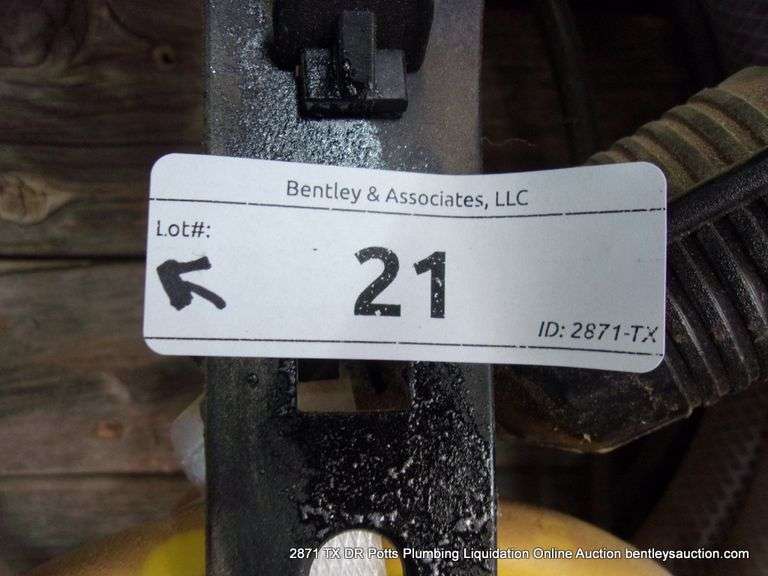 Bentley & Associates, LLC
Lot#:
21
ID: 2871-TX
2871 TX DR Potts Plumbing Liquidation Online Auction bentleysauction.com